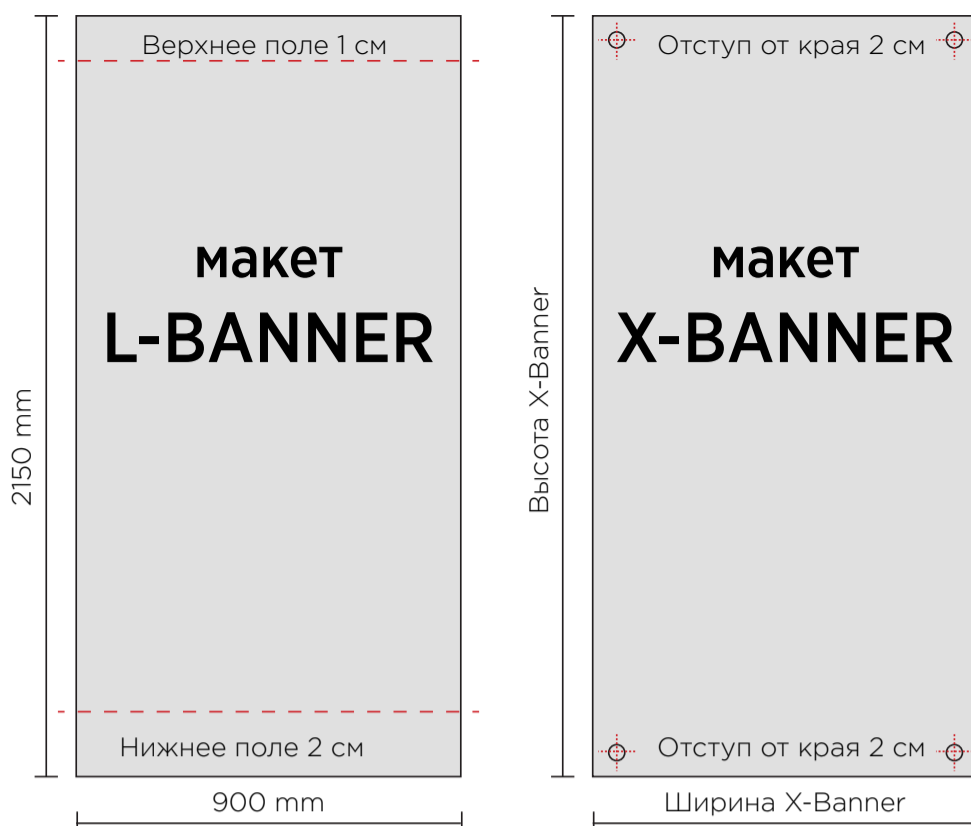 Верхнее поле 1 см
макет
L-BANNER
2150 mm
Нижнее поле 2 см
900 mm
Отступ от края 2 см
макет
X-BANNER
Высота X-Banner
Отступ от края 2 см
Ширина X-Banner